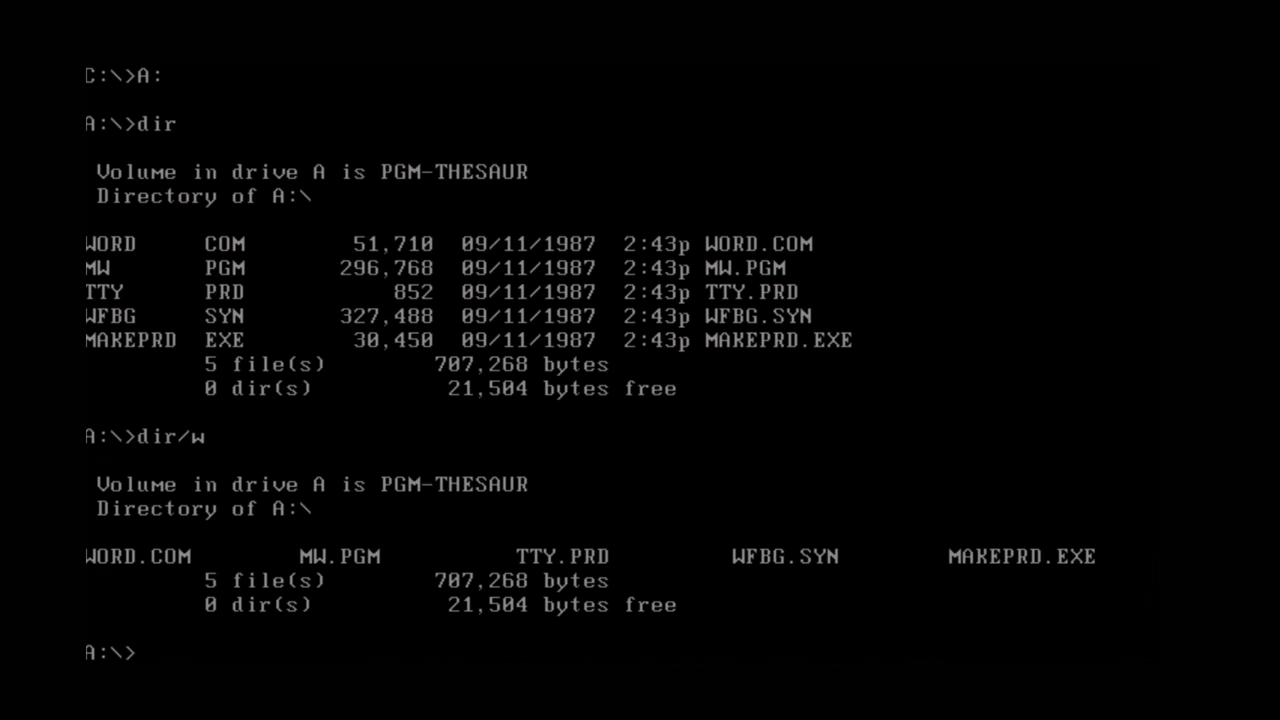 C:\>A:
A:\>dir
Volume in drive A is PGM-THESAUR
Directory of A:\
WORD     COM        51,710  09/11/1987  2:43p WORD.COM
MW       PGM       296,768  09/11/1987  2:43p MW.PGM
TTY      PRD           852  09/11/1987  2:43p TTY.PRD
WFBG     SYN       327,488  09/11/1987  2:43p WFBG.SYN
MAKEPRD  EXE        30,450  09/11/1987  2:43p MAKEPRD.EXE
5 file(s)        707,268 bytes
0 dir(s)          21,504 bytes free
A:\>dir/w
Volume in drive A is PGM-THESAUR
Directory of A:\
WORD.COM        MW.PGM          TTY.PRD         WFBG.SYN        MAKEPRD.EXE
5 file(s)        707,268 bytes
0 dir(s)          21,504 bytes free
A:\>